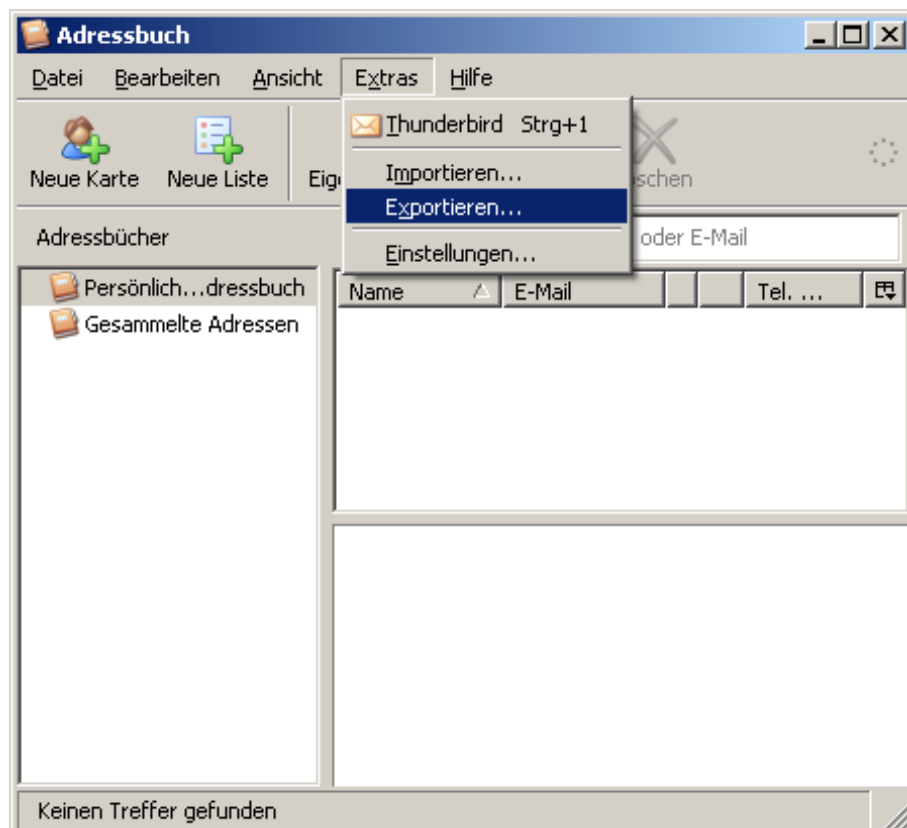 Adressbuch
Datei Bearbeiten Ansicht Extras Hilfe
Thunderbird Strg+1
Importieren...
Exportieren...
Einstellungen...
Neue Karte Neue Liste
Adressbücher oder E-Mail
Persönlich...dressbuch
Gesammelte Adressen
Name E-Mail Tel. ...
Keinen Treffer gefunden